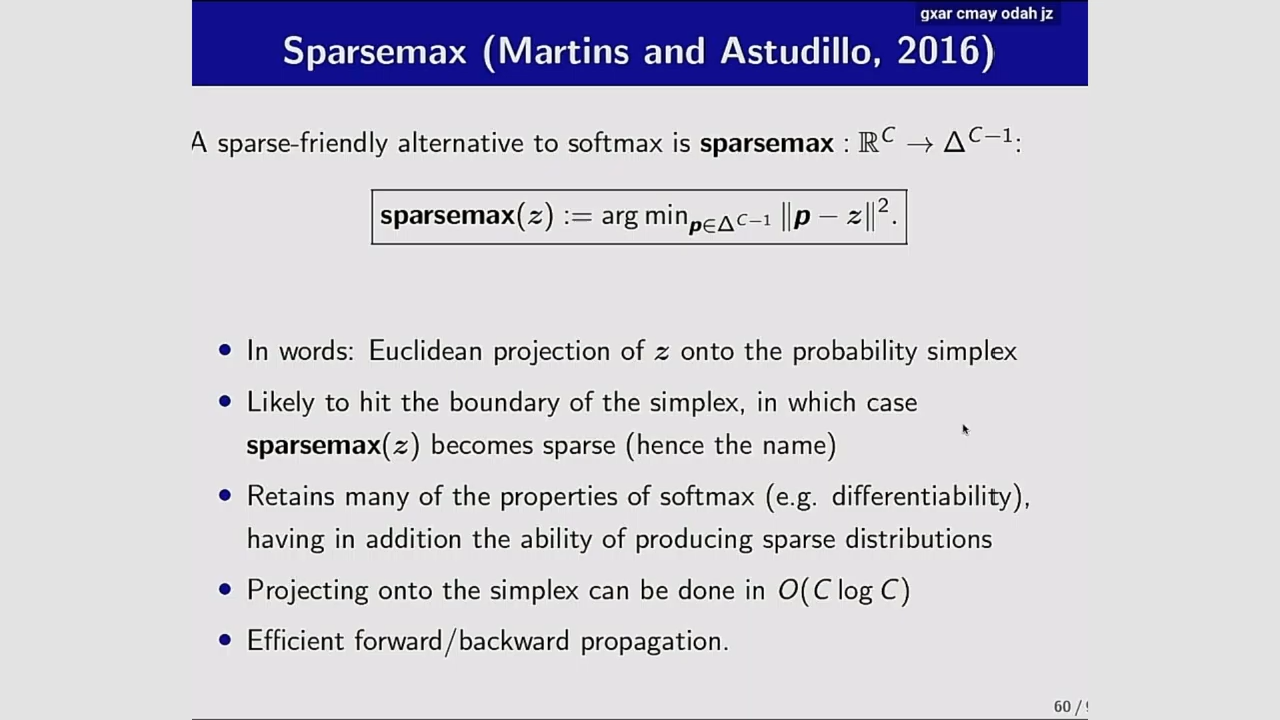 gxar cmay odah jz
Sparsemax (Martins and Astudillo, 2016)
A sparse-friendly alternative to softmax is sparsemax : ℝ^C → Δ^{C−1}:
sparsemax(z) := arg min_{p∈Δ^{C−1}} ‖p − z‖².
• In words: Euclidean projection of z onto the probability simplex
• Likely to hit the boundary of the simplex, in which case
sparsemax(z) becomes sparse (hence the name)
• Retains many of the properties of softmax (e.g. differentiability),
having in addition the ability of producing sparse distributions
• Projecting onto the simplex can be done in O(C log C)
• Efficient forward/backward propagation.
60 /